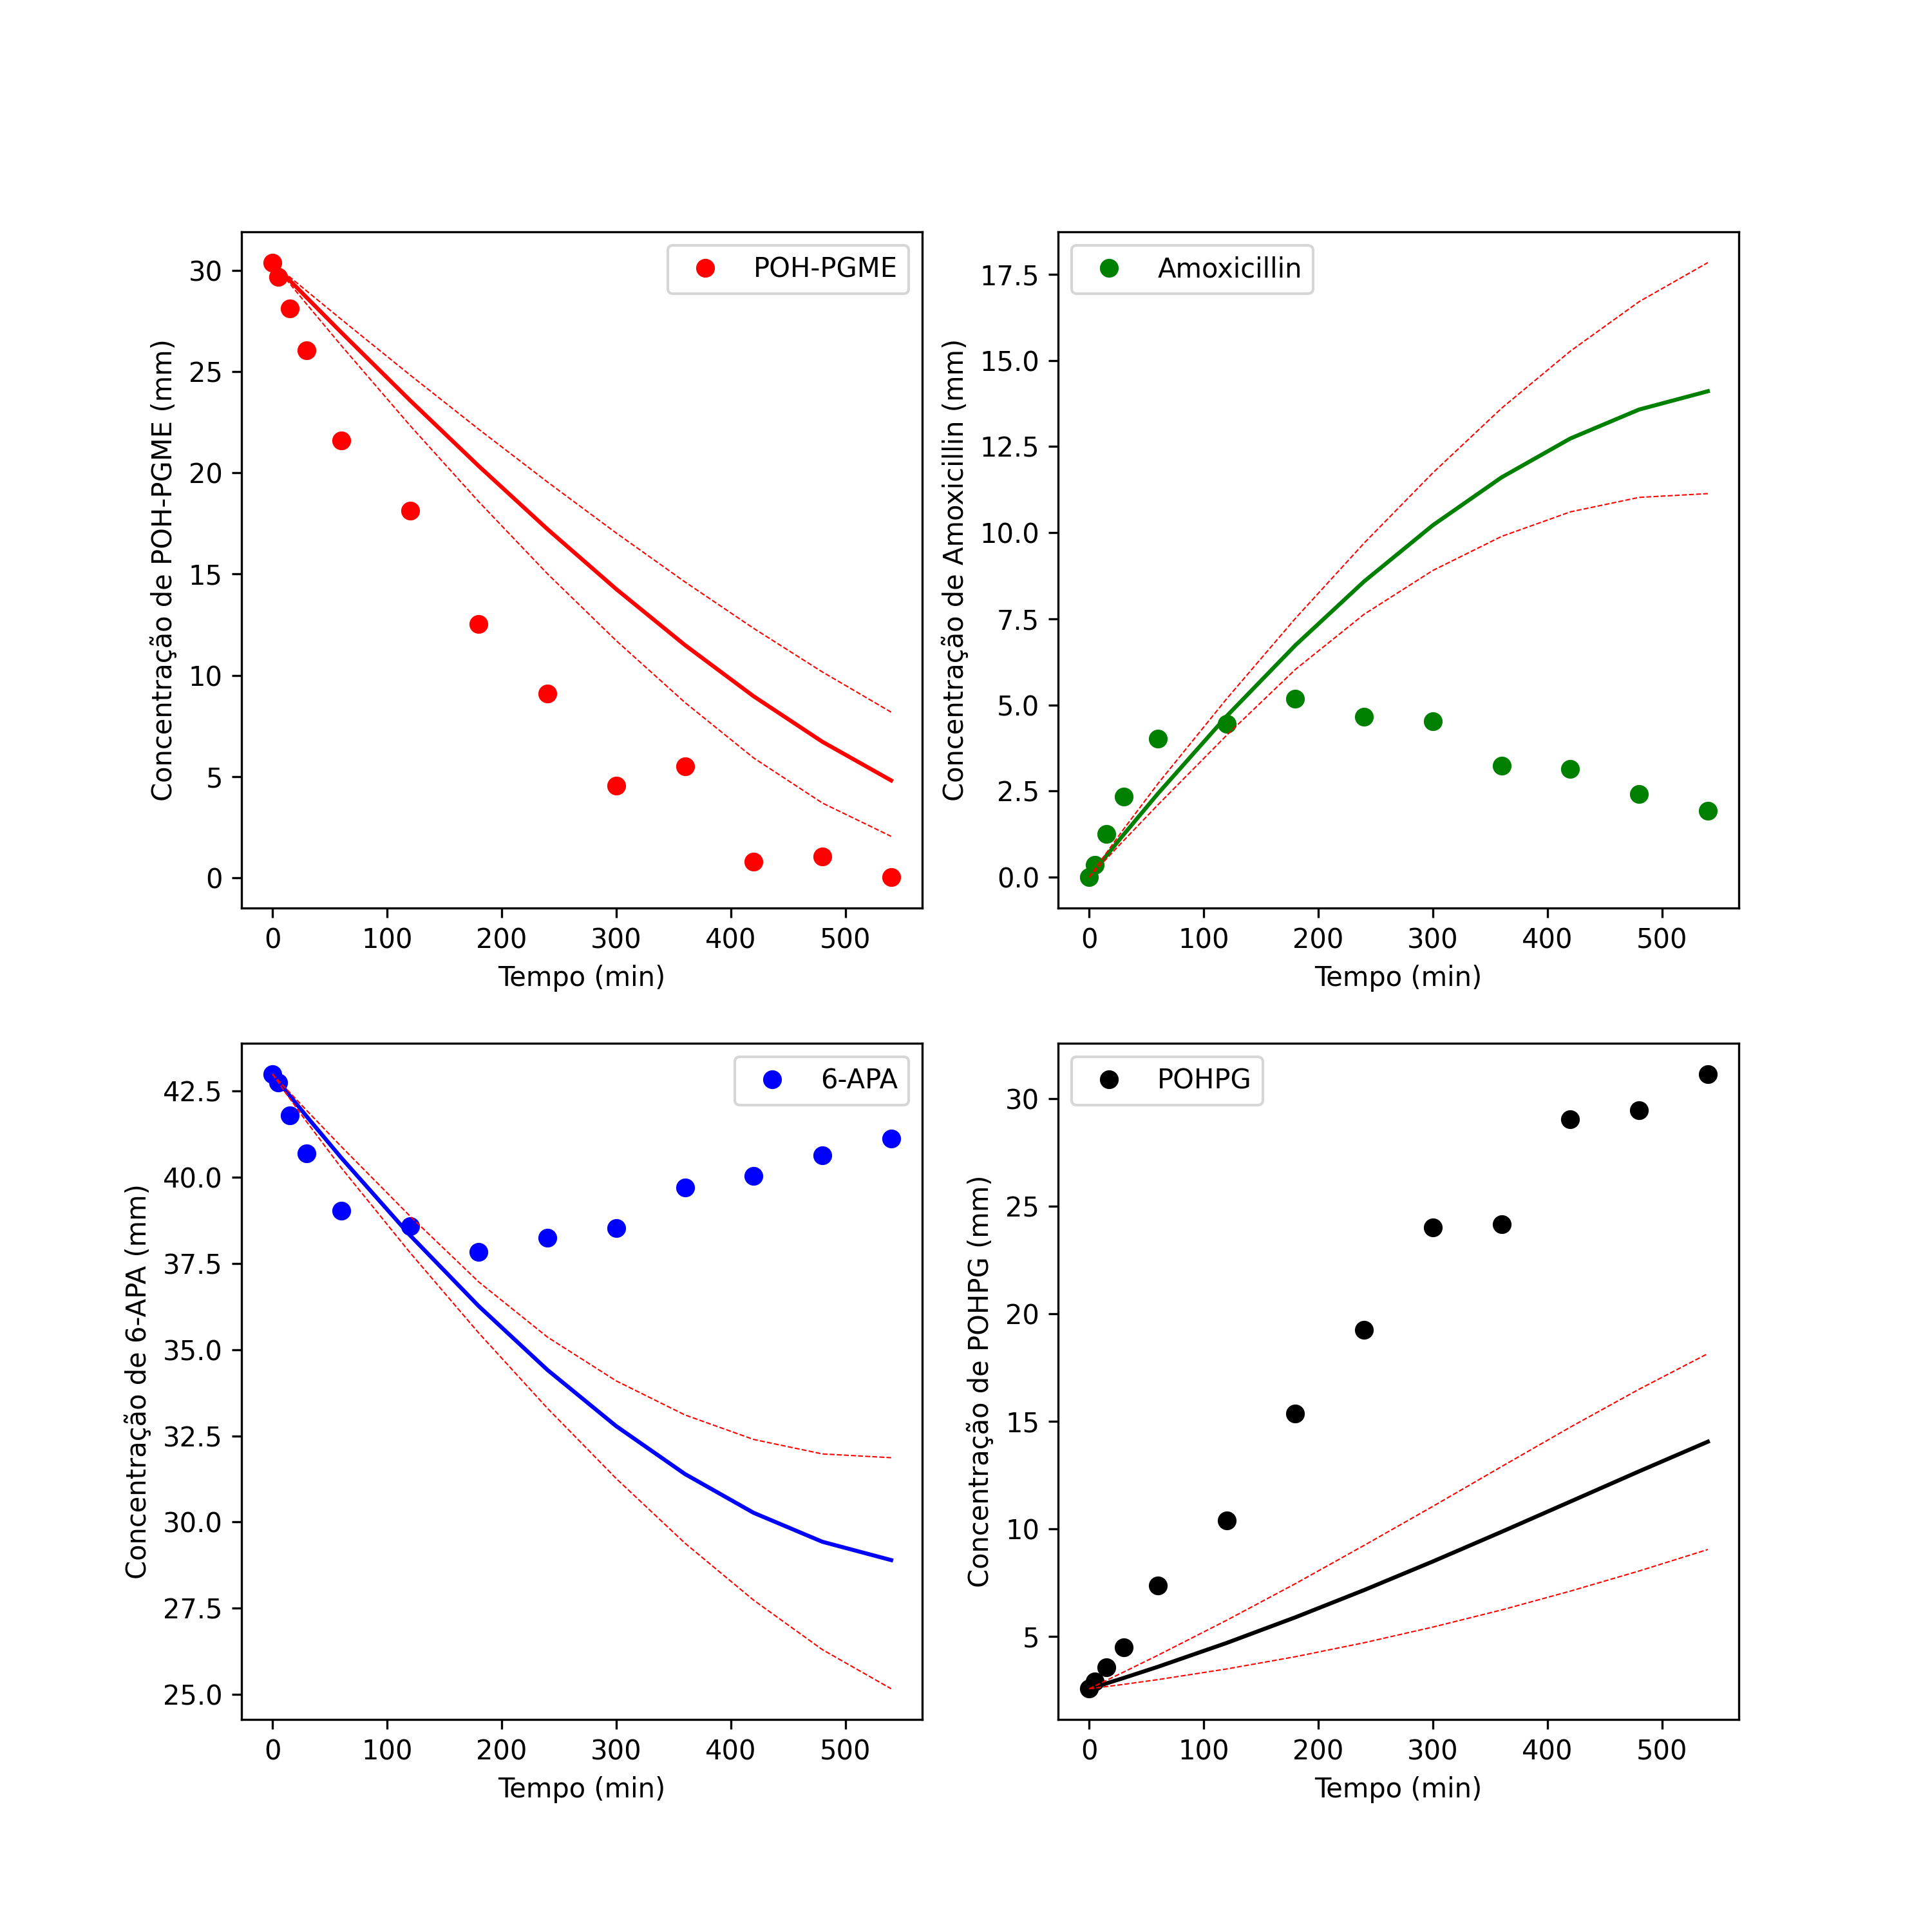 POH-PGME
Concentração de POH-PGME (mm)
30
25
20
15
10
5
0
0 100 200 300 400 500
Tempo (min)
Amoxicillin
Concentração de Amoxicillin (mm)
17.5
15.0
12.5
10.0
7.5
5.0
2.5
0.0
0 100 200 300 400 500
Tempo (min)
6-APA
Concentração de 6-APA (mm)
42.5
40.0
37.5
35.0
32.5
30.0
27.5
25.0
0 100 200 300 400 500
Tempo (min)
POHPG
Concentração de POHPG (mm)
30
25
20
15
10
5
0 100 200 300 400 500
Tempo (min)